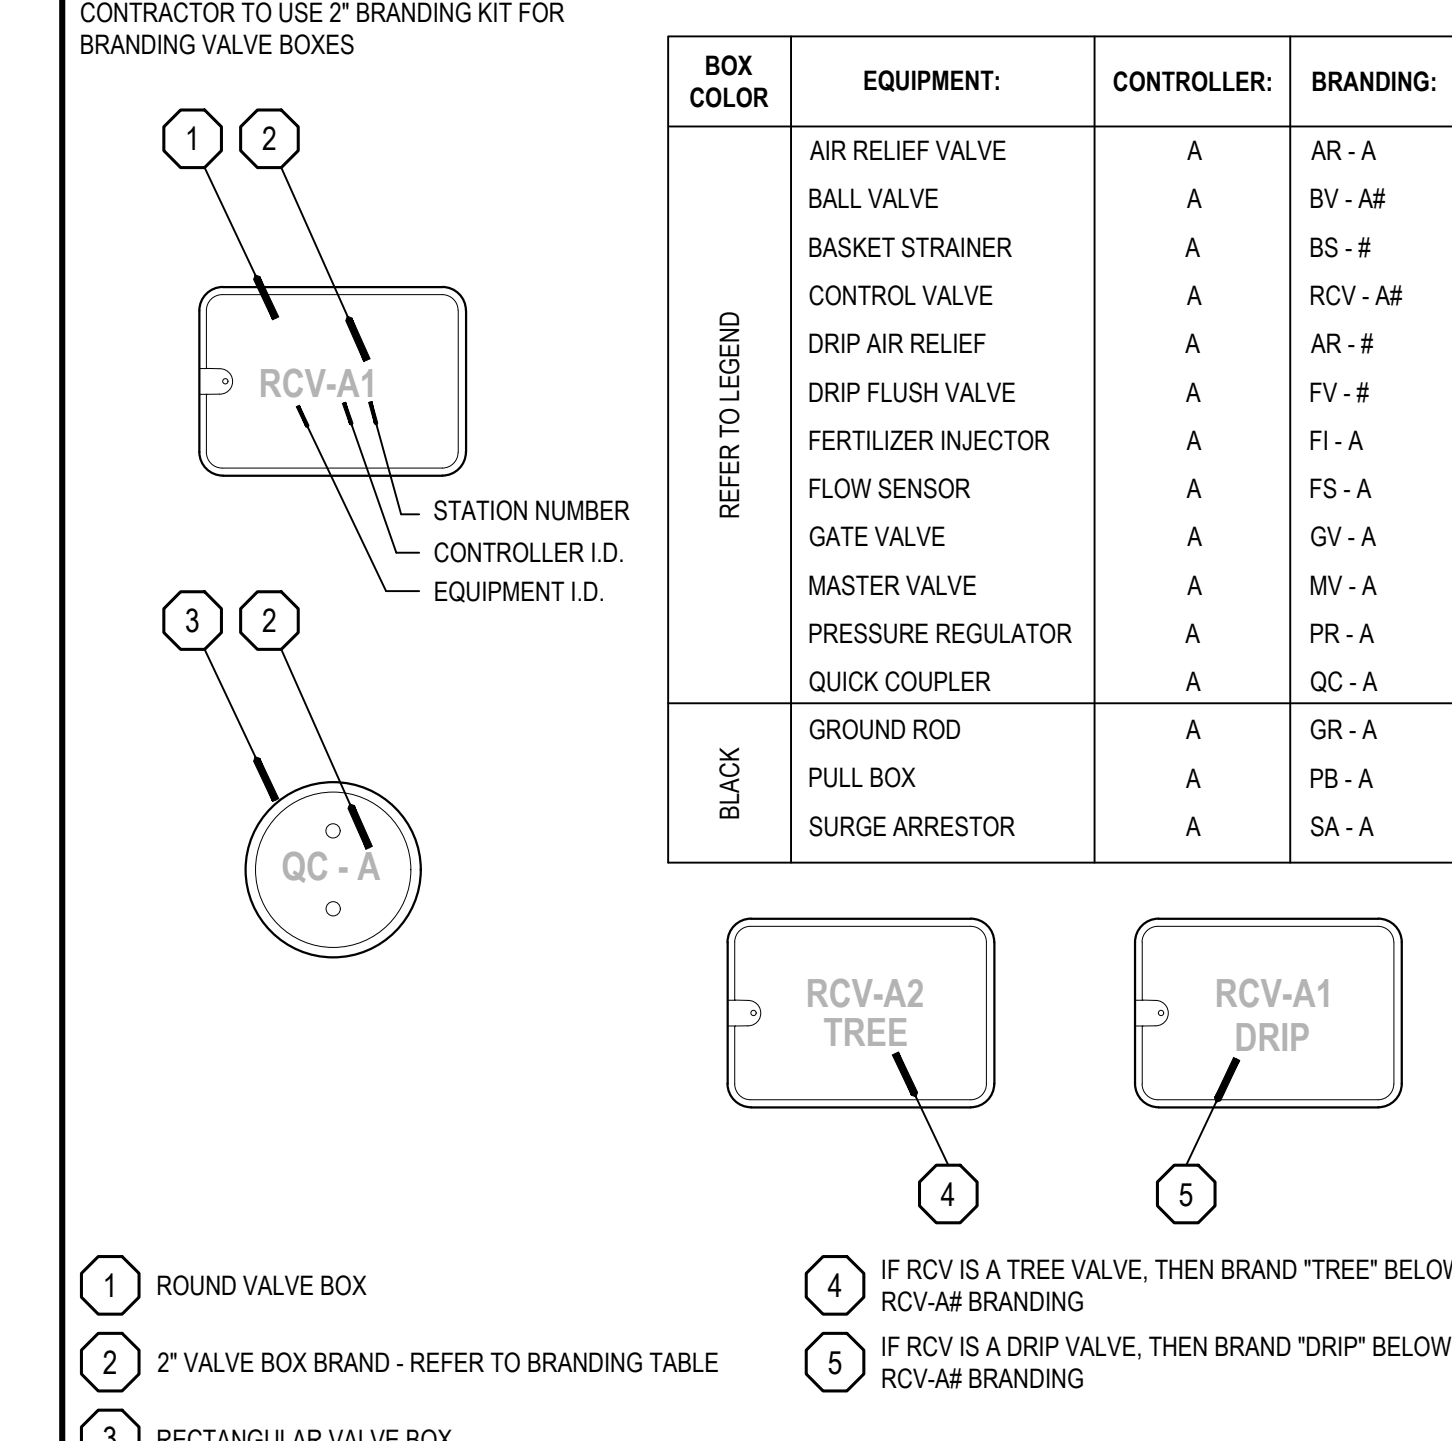 CONTRACTOR TO USE 2" BRANDING KIT FOR
BRANDING VALVE BOXES
1 2
RCV-A1
STATION NUMBER
CONTROLLER I.D.
EQUIPMENT I.D.
3 2
QC - A
BOX COLOR EQUIPMENT: CONTROLLER: BRANDING:
REFER TO LEGEND
AIR RELIEF VALVE A AR - A
BALL VALVE A BV - A#
BASKET STRAINER A BS - #
CONTROL VALVE A RCV - A#
DRIP AIR RELIEF A AR - #
DRIP FLUSH VALVE A FV - #
FERTILIZER INJECTOR A FI - A
FLOW SENSOR A FS - A
GATE VALVE A GV - A
MASTER VALVE A MV - A
PRESSURE REGULATOR A PR - A
QUICK COUPLER A QC - A
BLACK
GROUND ROD A GR - A
PULL BOX A PB - A
SURGE ARRESTOR A SA - A
RCV-A2
TREE
4
RCV-A1
DRIP
5
1 ROUND VALVE BOX
2 2" VALVE BOX BRAND - REFER TO BRANDING TABLE
3 RECTANGULAR VALVE BOX
4 IF RCV IS A TREE VALVE, THEN BRAND "TREE" BELOW
RCV-A# BRANDING
5 IF RCV IS A DRIP VALVE, THEN BRAND "DRIP" BELOW
RCV-A# BRANDING